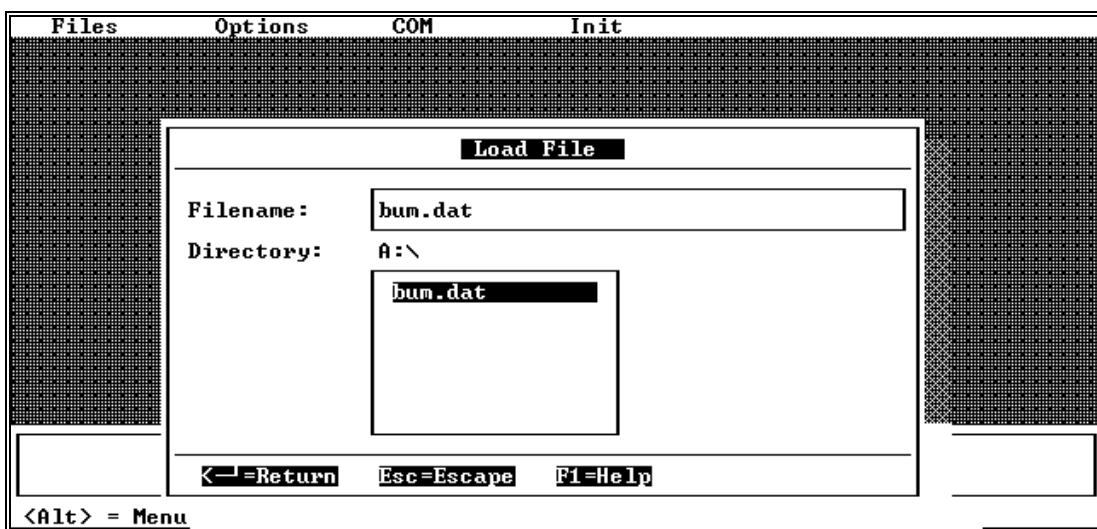 Files Options COM Init
Load File
Filename: bum.dat
Directory: A:\
bum.dat
<─┘=Return Esc=Escape F1=Help
<Alt> = Menu